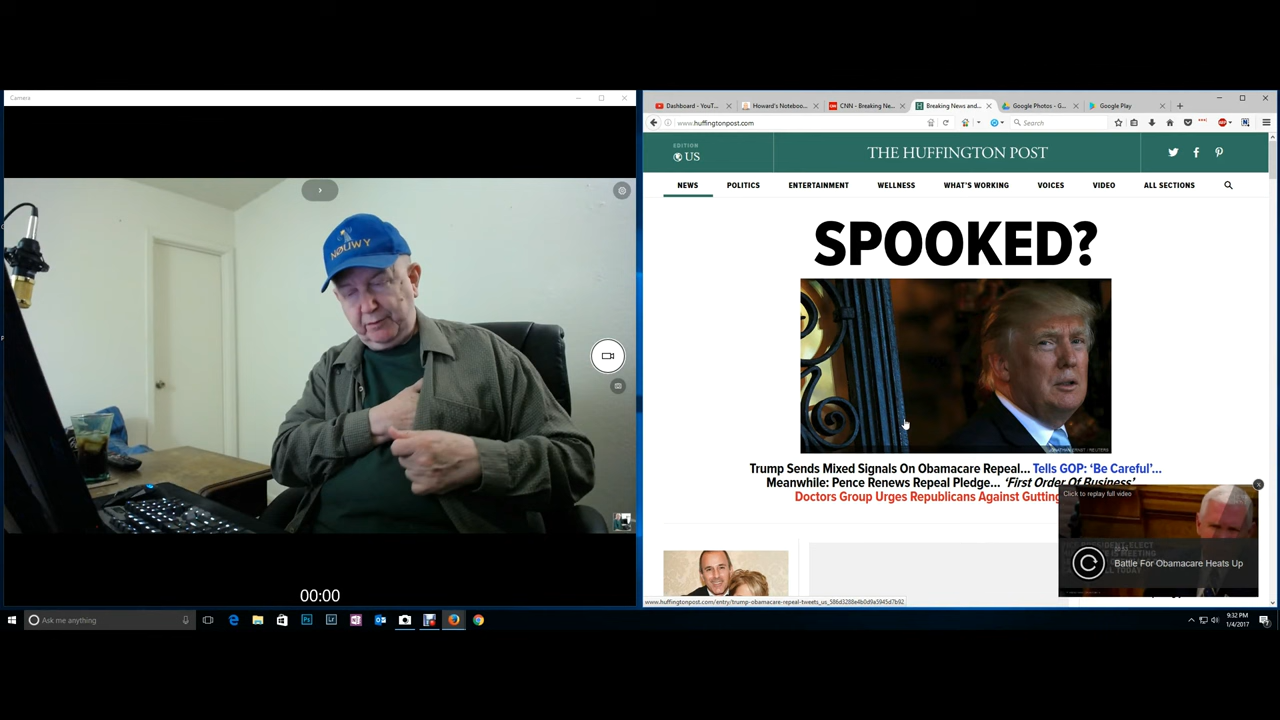 Camera
NØUWY
00:00
Dashboard - YouT...
Howard's Notebo...
CNN - Breaking Ne...
Breaking News and...
Google Photos - G...
Google Play
www.huffingtonpost.com
Search
EDITION
US
THE HUFFINGTON POST
NEWS
POLITICS
ENTERTAINMENT
WELLNESS
WHAT'S WORKING
VOICES
VIDEO
ALL SECTIONS
SPOOKED?
Trump Sends Mixed Signals On Obamacare Repeal... Tells GOP: 'Be Careful'...
Meanwhile: Pence Renews Repeal Pledge... 'First Order Of Business'
Doctors Group Urges Republicans Against Gutting
Click to replay full video
Battle For Obamacare Heats Up
Ask me anything
9:32 PM
1/4/2017